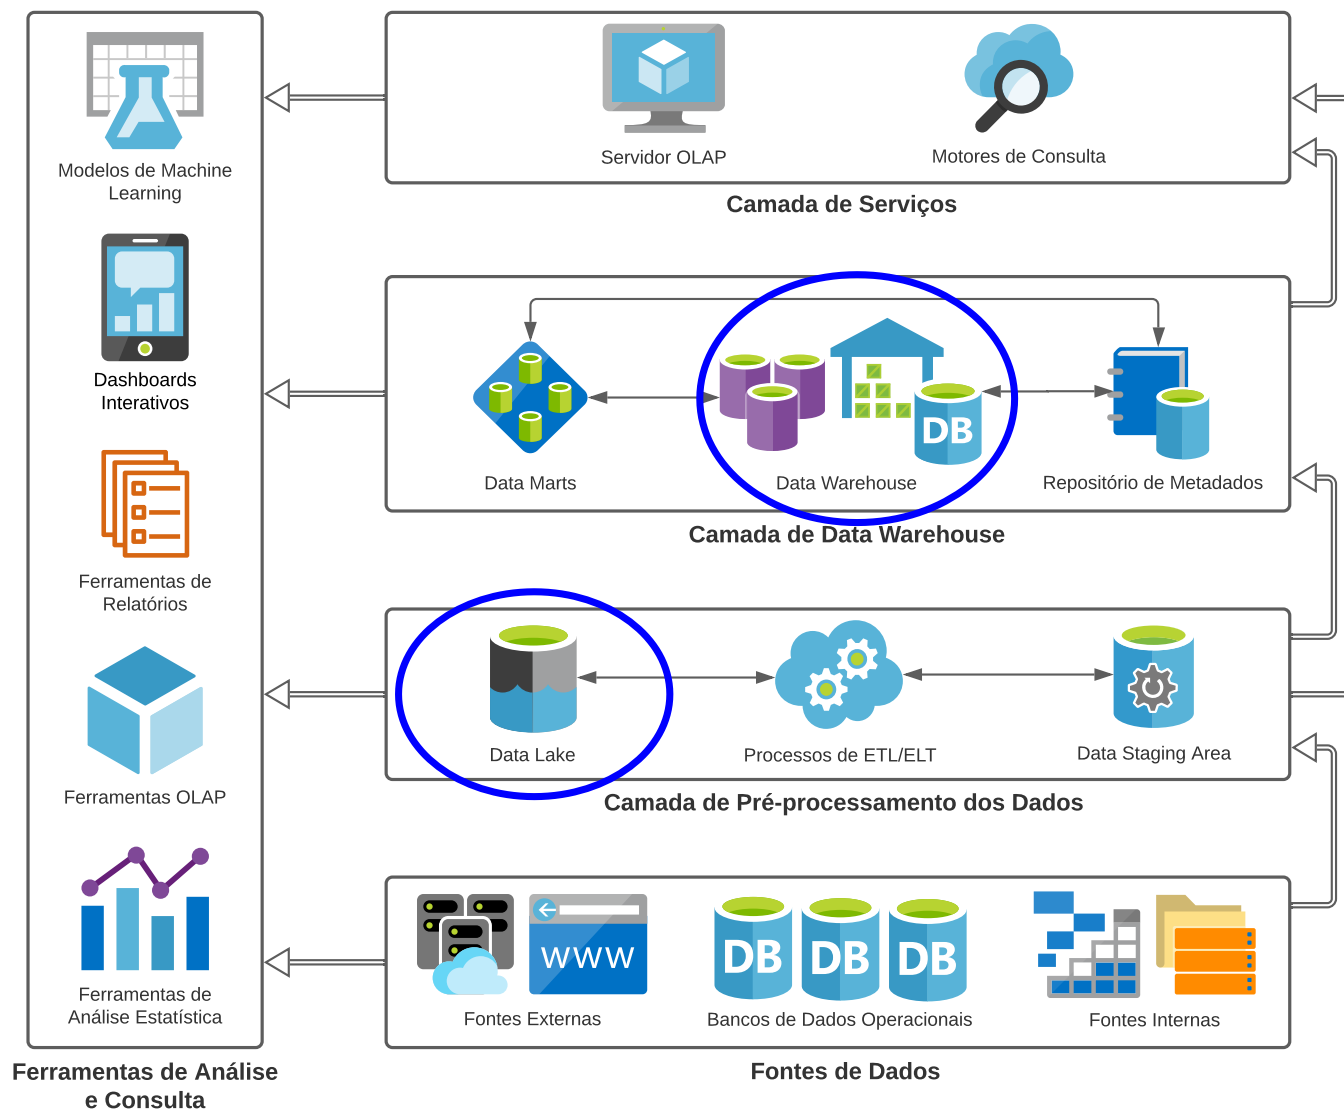 Modelos de Machine
Learning
Dashboards
Interativos
Ferramentas de
Relatórios
Ferramentas OLAP
Ferramentas de
Análise Estatística
Ferramentas de Análise
e Consulta
Servidor OLAP
Motores de Consulta
Camada de Serviços
DB
Data Marts
Data Warehouse
Repositório de Metadados
Camada de Data Warehouse
Data Lake
Processos de ETL/ELT
Data Staging Area
Camada de Pré-processamento dos Dados
www
DB
DB
DB
Fontes Externas
Bancos de Dados Operacionais
Fontes Internas
Fontes de Dados